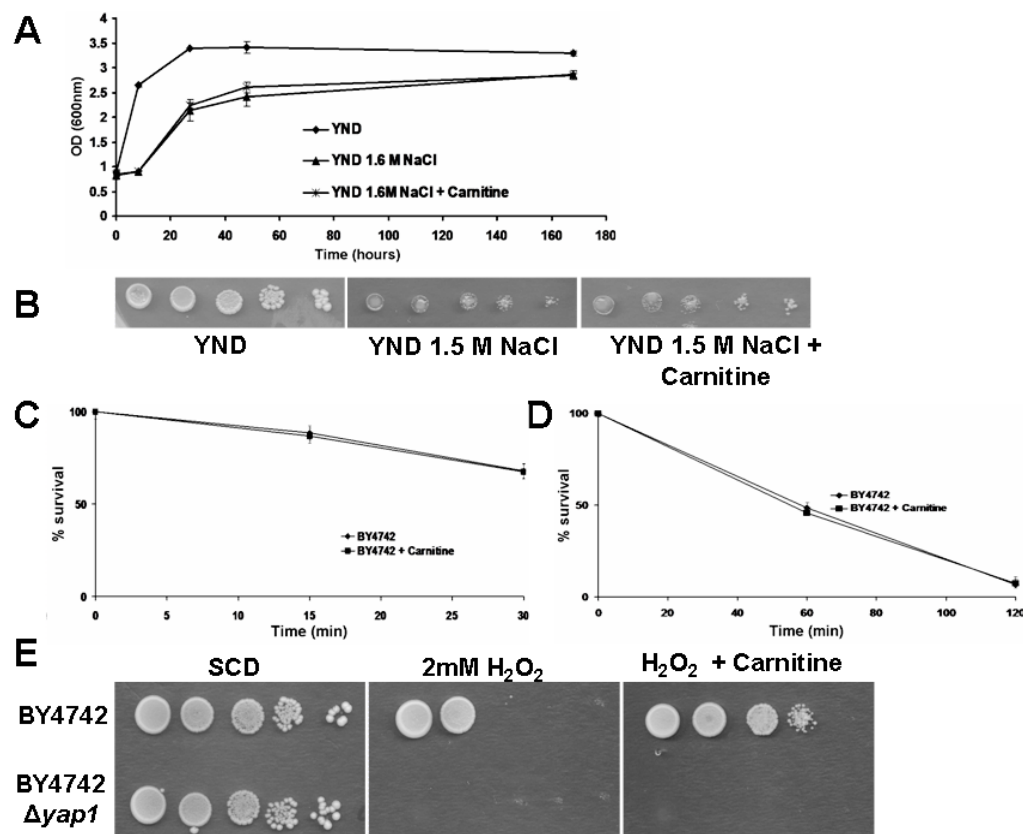 A
OD (600nm)
4
3.5
3
2.5
2
1.5
1
0.5
0
YND
YND 1.6 M NaCl
YND 1.6M NaCl + Carnitine
0 20 40 60 80 100 120 140 160 180
Time (hours)
B
YND
YND 1.5 M NaCl
YND 1.5 M NaCl +
Carnitine
C
% survival
100
50
0
BY4742
BY4742 + Carnitine
0 5 10 15 20 25 30
Time (min)
D
% survival
100
50
0
BY4742
BY4742 + Carnitine
0 20 40 60 80 100 120
Time (min)
E
SCD
2mM H₂O₂
H₂O₂ + Carnitine
BY4742
BY4742
Δyap1